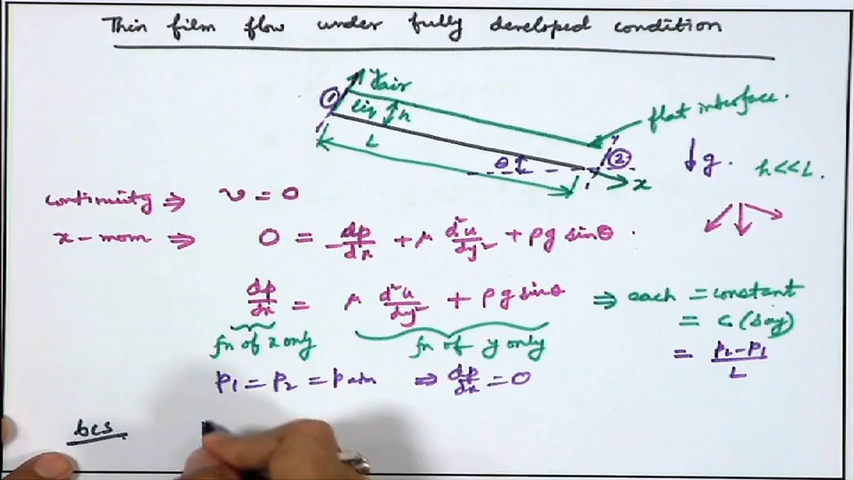 Thin film flow under fully developed condition
y air
① liq h
flat interface.
L
θ ② ↓g. h<<L.
x
continuity ⇒ v = 0
x-mom ⇒ 0 = -dp/dx + μ d²u/dy² + ρg sinθ.
dp/dx = μ d²u/dy² + ρg sinθ ⇒ each = constant
= c (say)
fn of x only fn of y only
= p₂-p₁/L
p₁ = p₂ = patm ⇒ dp/dx = 0
bcs